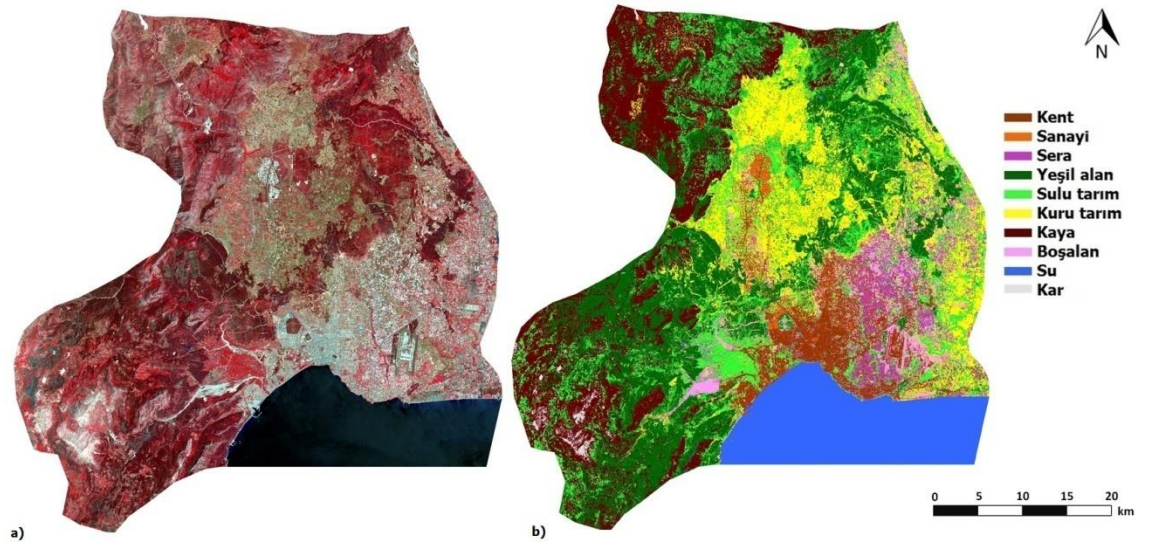 N
Kent
Sanayi
Sera
Yeşil alan
Sulu tarım
Kuru tarım
Kaya
Boşalan
Su
Kar
0 5 10 15 20
km
a)
b)